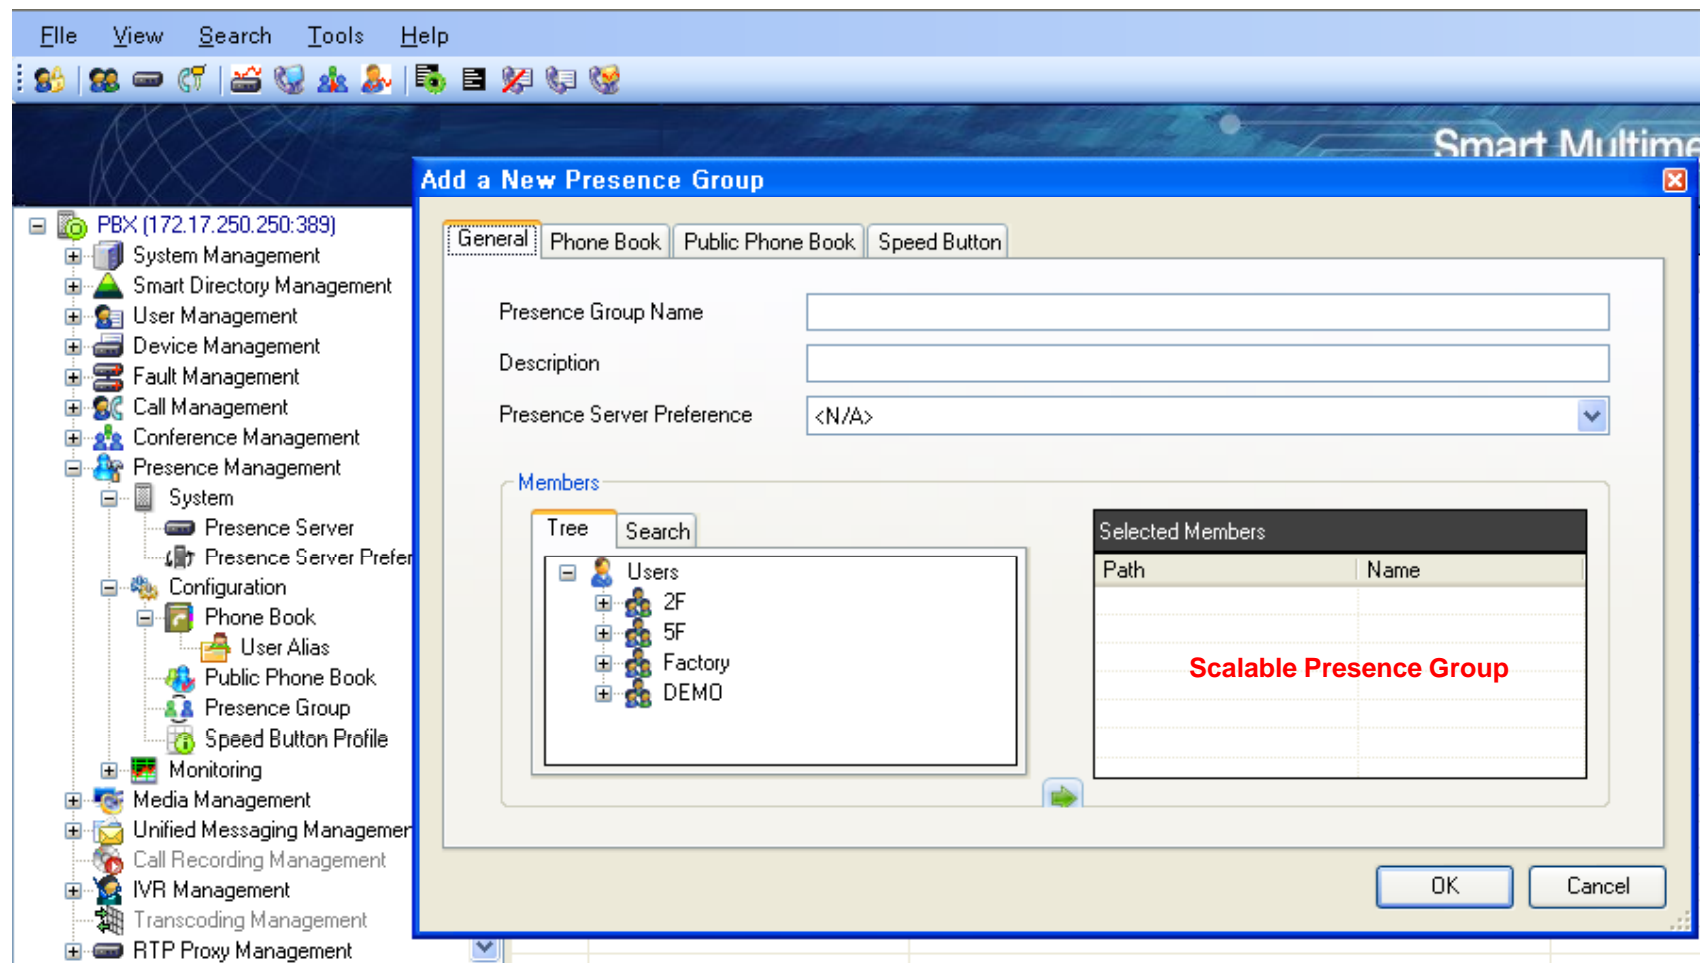 Elle View Search Tools Help
Smart Multime
Add a New Presence Group
PBX (172.17.250.250:389)
System Management
Smart Directory Management
User Management
Device Management
Fault Management
Call Management
Conference Management
Presence Management
System
Presence Server
Presence Server Prefer
Configuration
Phone Book
User Alias
Public Phone Book
Presence Group
Speed Button Profile
Monitoring
Media Management
Unified Messaging Managemer
Call Recording Management
IVR Management
Transcoding Management
RTP Proxy Management
General Phone Book Public Phone Book Speed Button
Presence Group Name
Description
Presence Server Preference <N/A>
Members
Tree Search
Users
2F
5F
Factory
DEMO
Selected Members
Path Name
Scalable Presence Group
OK Cancel